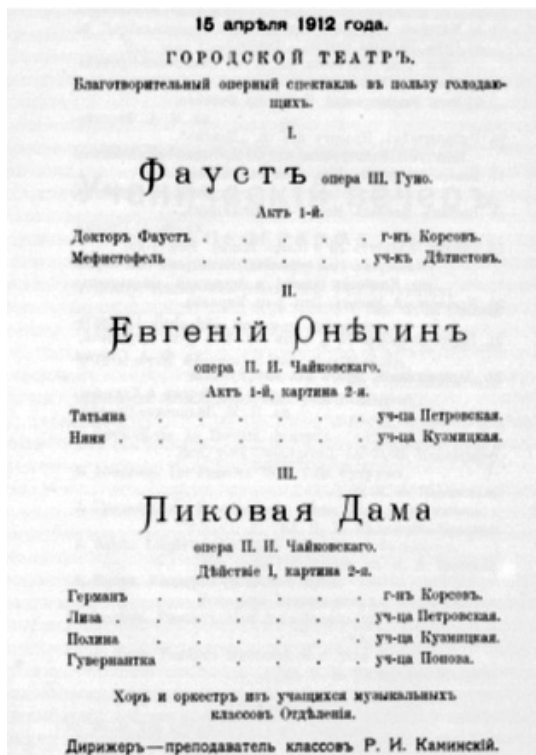 15 апрѣля 1912 года.
ГОРОДСКОЙ ТЕАТРЪ.
Благотворительный оперный спектакль въ пользу голодаю-
щихъ.
I.
Фаустъ опера Ш. Гуно.
Актъ 1-й.
Докторъ Фаустъ . . . . . г-нъ Корсовъ.
Мефистофель . . . . . уч-къ Дѣтистовъ.
II.
Евгеній Онѣгинъ
опера П. И. Чайковскаго.
Актъ 1-й, картина 2-я.
Татьяна . . . . . . уч-ца Петровская.
Няня . . . . . . уч-ца Кузмицкая.
III.
Пиковая Дама
опера П. И. Чайковскаго.
Дѣйствіе I, картина 2-я.
Германъ . . . . . . г-нъ Корсовъ.
Лиза . . . . . . уч-ца Петровская.
Полина . . . . . . уч-ца Кузмицкая.
Гувернантка . . . . . уч-ца Попова.
Хоръ и оркестръ изъ учащихся музыкальныхъ
классовъ Отдѣленія.
Дирижеръ—преподаватель классовъ Р. И. Каминскій.